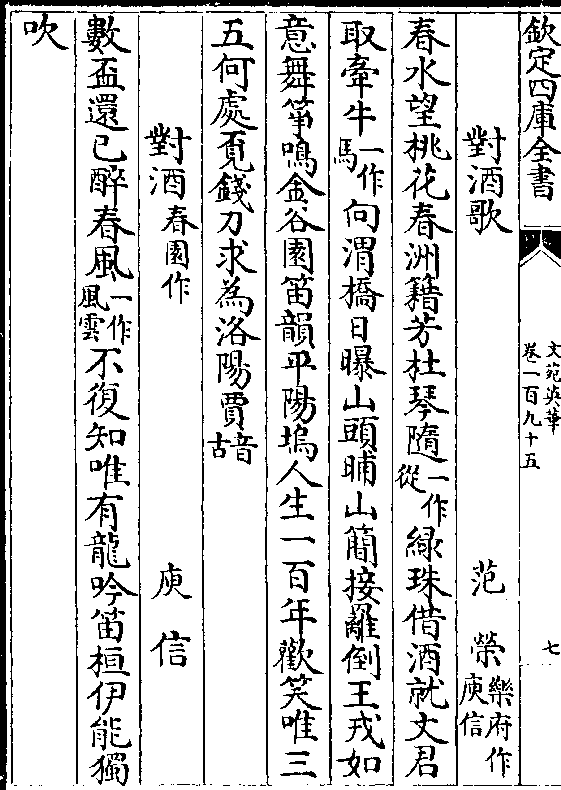 欽定四庫全書
文苑英華
卷一百九十五
七
對酒歌
范榮樂府作庾信
春水望桃花春洲籍芳杜琴隨一作從綠珠借酒就文君
取牽牛一作馬向渭橋日曝山頭晡山簡接䍦倒王戎如
意舞箏鳴金谷園笛韻平陽塢人生一百年歡笑唯三
五何處覓錢刀求為洛陽賈音古
對酒春園作
庾信
數盃還已醉春風一作風雲不復知唯有龍吟笛桓伊能獨
吹